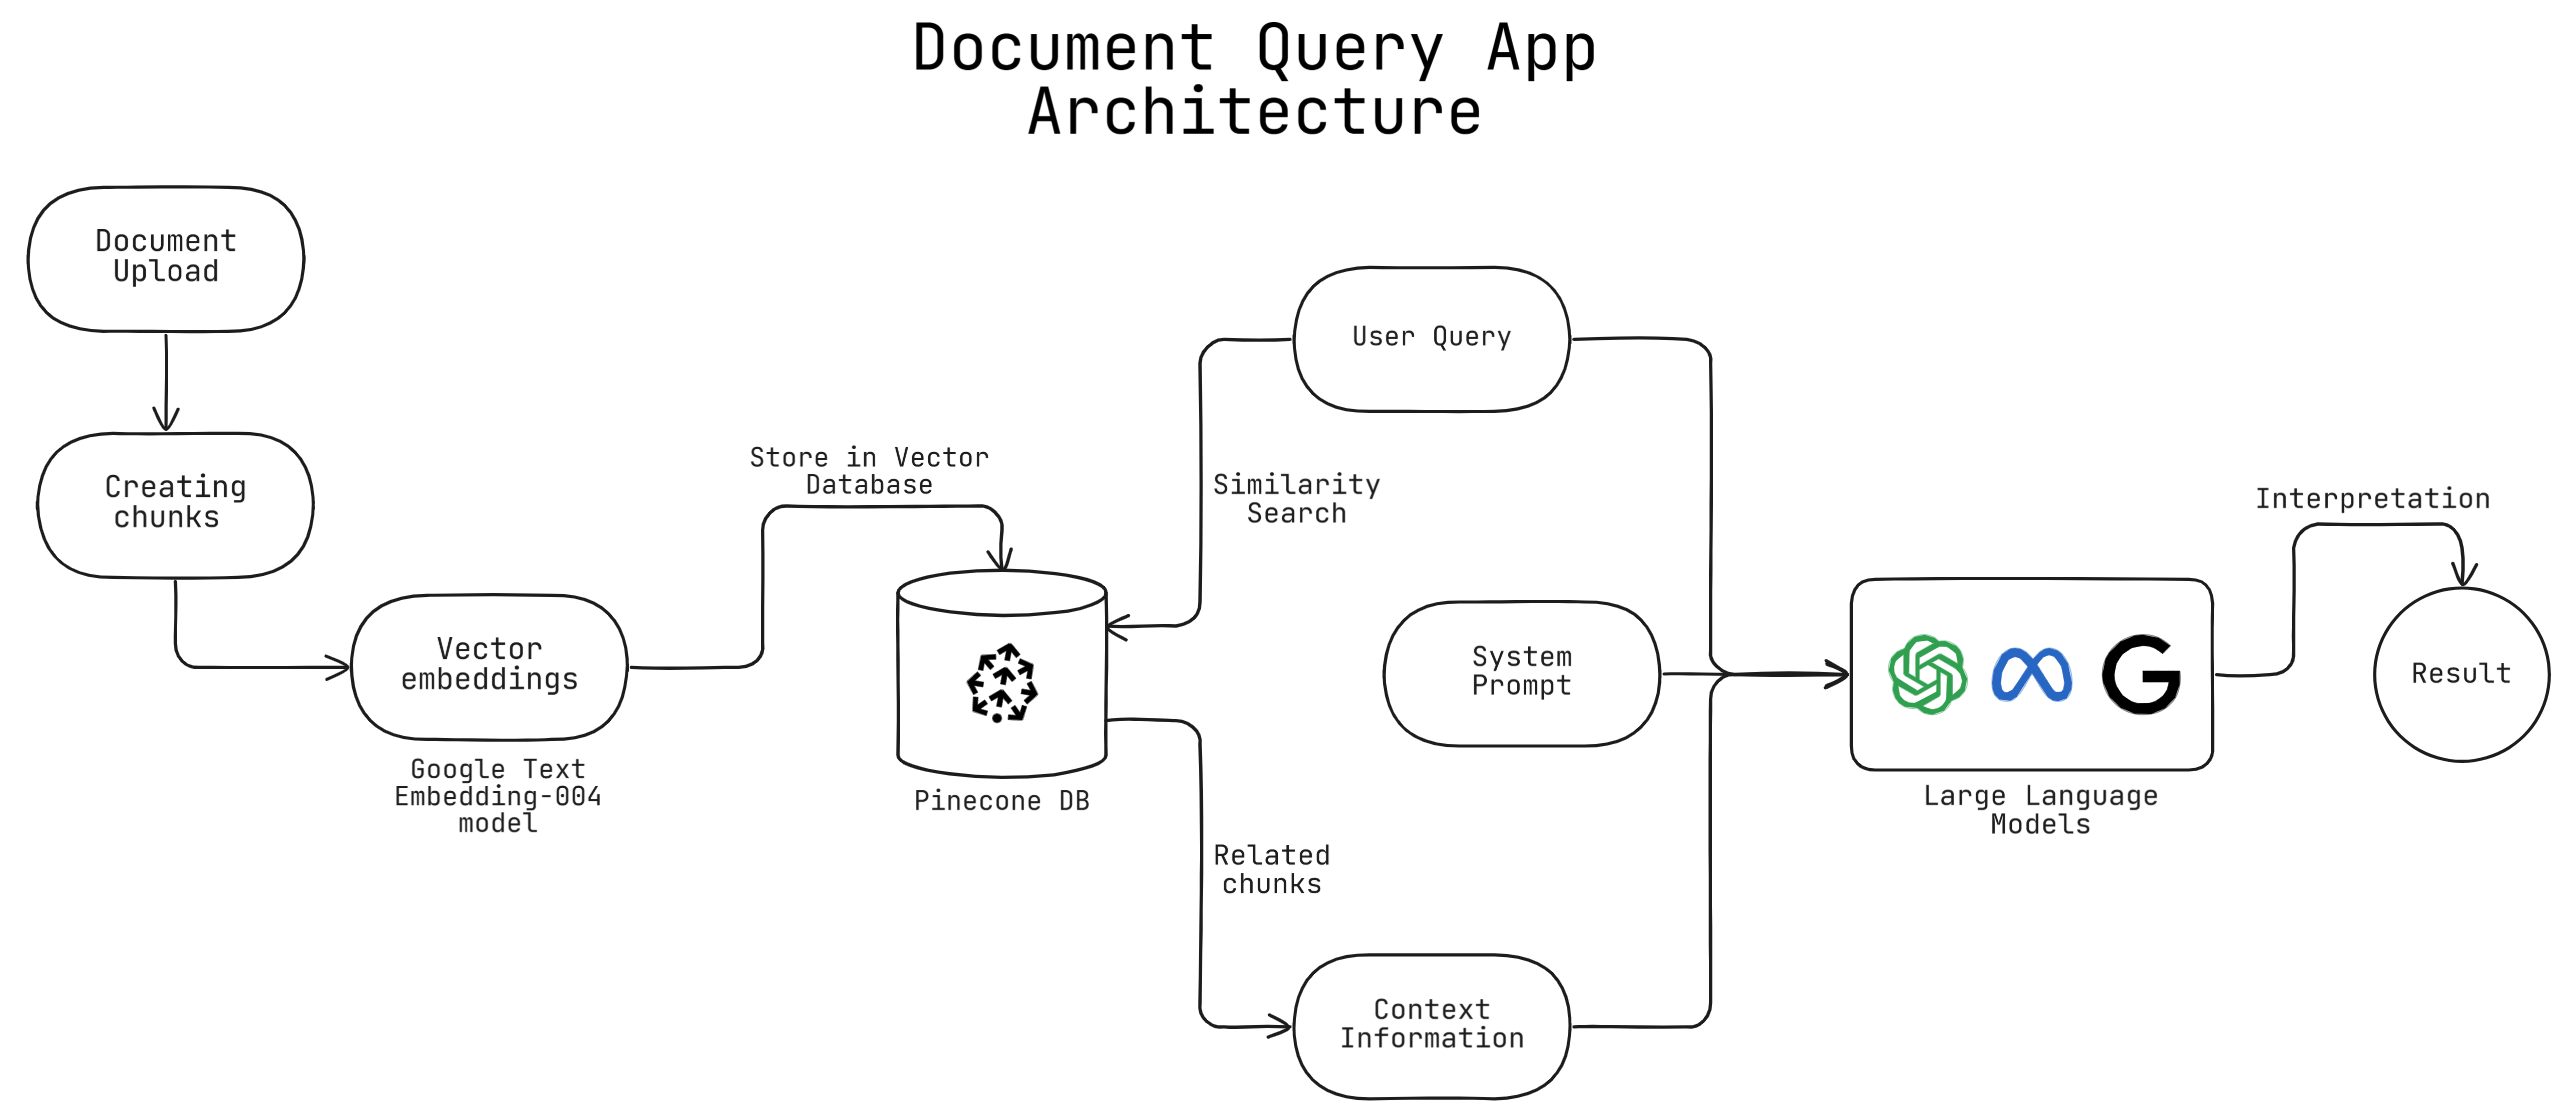 Document Query App
Architecture
Document
Upload
Creating
chunks
Vector
embeddings
Google Text
Embedding-004
model
Store in Vector
Database
Pinecone DB
User Query
Similarity
Search
System
Prompt
Related
chunks
Context
Information
Large Language
Models
Interpretation
Result